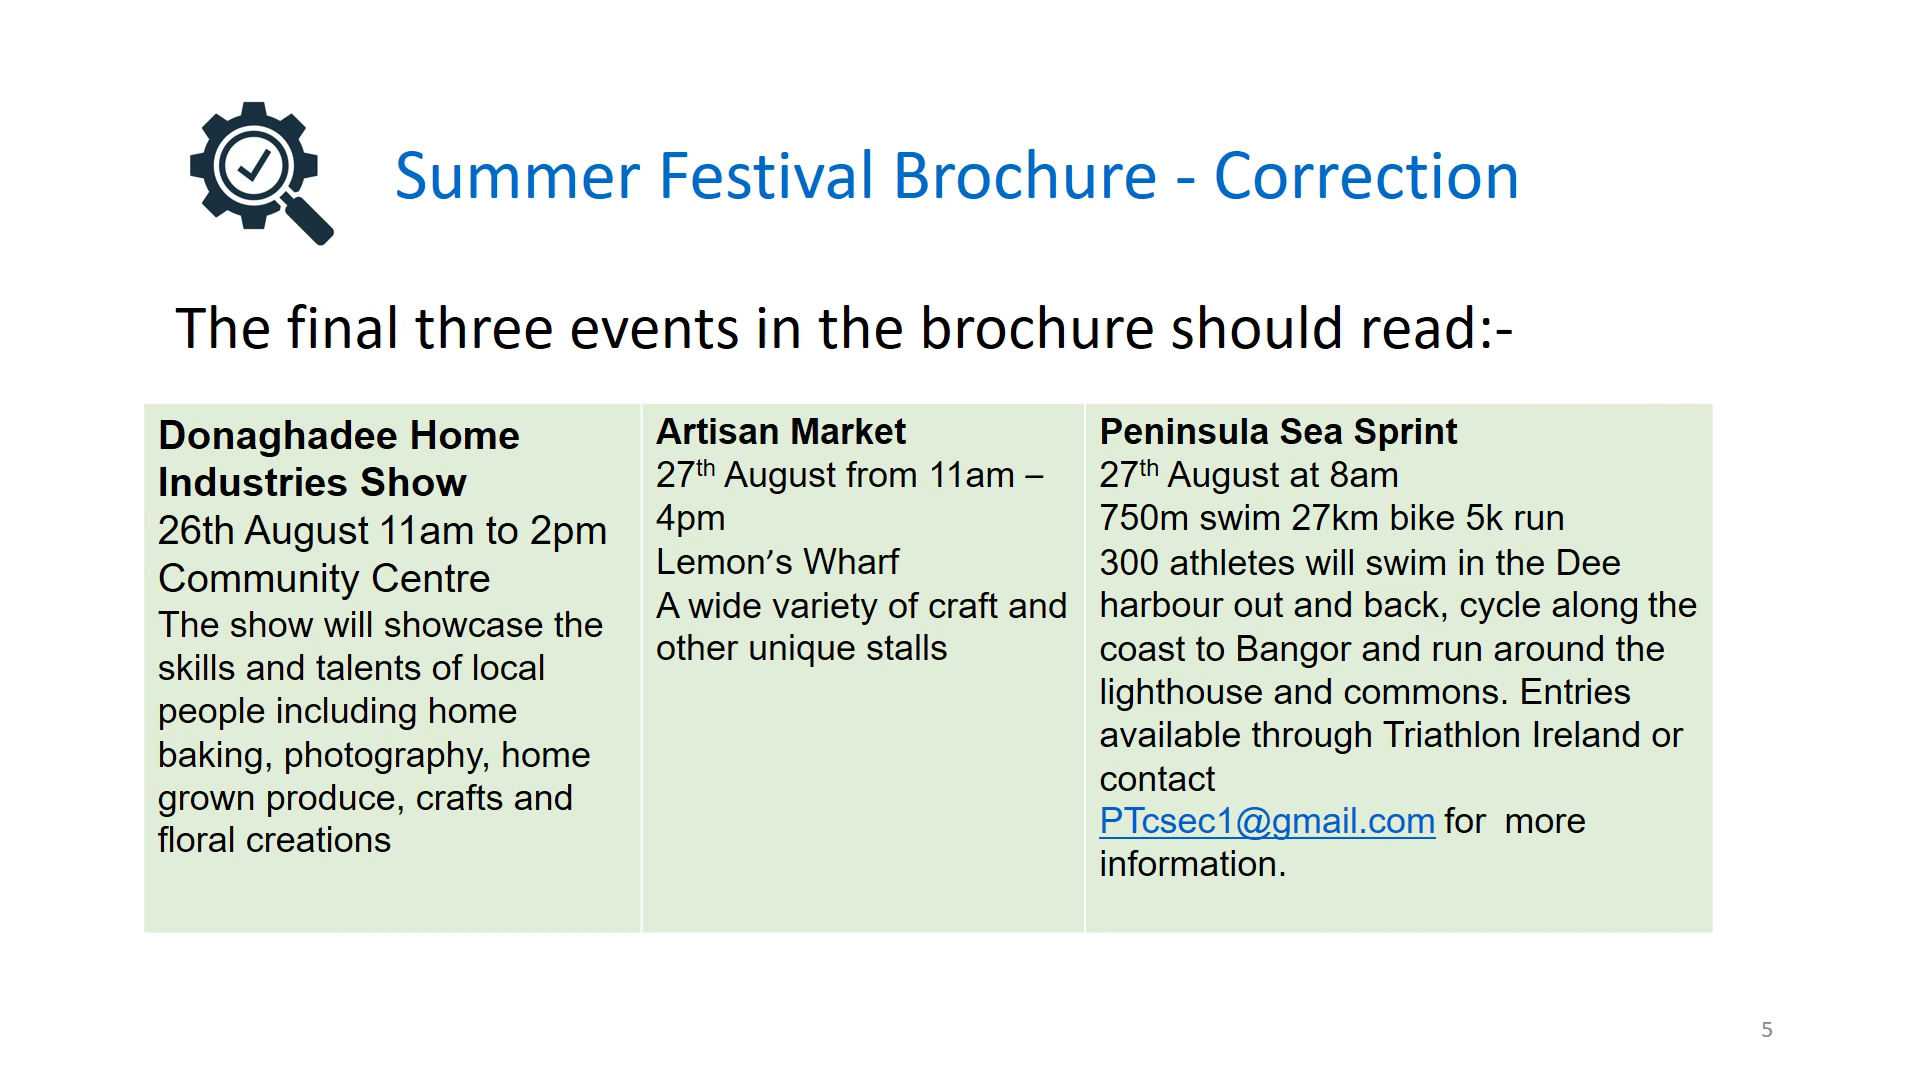 Summer Festival Brochure - Correction
The final three events in the brochure should read:-
Donaghadee Home
Industries Show
26th August 11am to 2pm
Community Centre
The show will showcase the
skills and talents of local
people including home
baking, photography, home
grown produce, crafts and
floral creations
Artisan Market
27th August from 11am –
4pm
Lemon’s Wharf
A wide variety of craft and
other unique stalls
Peninsula Sea Sprint
27th August at 8am
750m swim 27km bike 5k run
300 athletes will swim in the Dee
harbour out and back, cycle along the
coast to Bangor and run around the
lighthouse and commons. Entries
available through Triathlon Ireland or
contact
PTcsec1@gmail.com for  more
information.
5